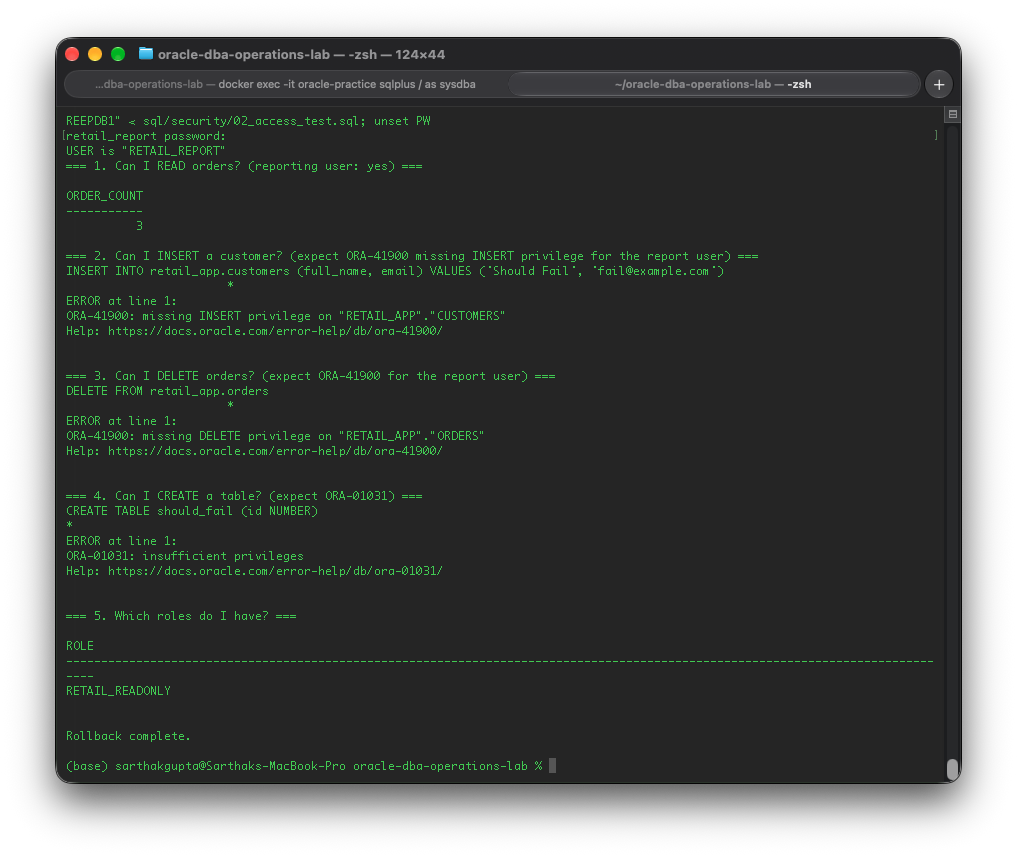 oracle-dba-operations-lab — -zsh — 124×44
...dba-operations-lab — docker exec -it oracle-practice sqlplus / as sysdba
~/oracle-dba-operations-lab — -zsh
+
REEPDB1" < sql/security/02_access_test.sql; unset PW
[retail_report password: ]
USER is "RETAIL_REPORT"
=== 1. Can I READ orders? (reporting user: yes) ===
ORDER_COUNT
-----------
3
=== 2. Can I INSERT a customer? (expect ORA-41900 missing INSERT privilege for the report user) ===
INSERT INTO retail_app.customers (full_name, email) VALUES ('Should Fail', 'fail@example.com')
*
ERROR at line 1:
ORA-41900: missing INSERT privilege on "RETAIL_APP"."CUSTOMERS"
Help: https://docs.oracle.com/error-help/db/ora-41900/
=== 3. Can I DELETE orders? (expect ORA-41900 for the report user) ===
DELETE FROM retail_app.orders
*
ERROR at line 1:
ORA-41900: missing DELETE privilege on "RETAIL_APP"."ORDERS"
Help: https://docs.oracle.com/error-help/db/ora-41900/
=== 4. Can I CREATE a table? (expect ORA-01031) ===
CREATE TABLE should_fail (id NUMBER)
*
ERROR at line 1:
ORA-01031: insufficient privileges
Help: https://docs.oracle.com/error-help/db/ora-01031/
=== 5. Which roles do I have? ===
ROLE
----------------------------------------------------------------------------------------------------------------------------
----
RETAIL_READONLY
Rollback complete.
(base) sarthakgupta@Sarthaks-MacBook-Pro oracle-dba-operations-lab %